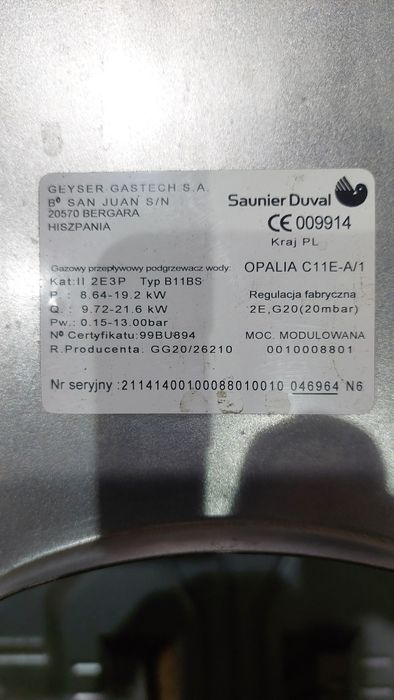 GEYSER GASTECH S.A.
Bº SAN JUAN S/N
20570 BERGARA
HISZPANIA
Saunier Duval
CE 009914
Kraj PL
Gazowy przepływowy podgrzewacz wody: OPALIA C11E-A/1
Kat:II 2E3P Typ B11BS
P. : 8.64-19.2 kW
Q. : 9.72-21.6 kW
Pw.: 0.15-13.00bar
Nº Certyfikatu:99BU894
R.Producenta. GG20/26210
Regulacja fabryczna
2E,G20(20mbar)
MOC. MODULOWANA
0010008801
Nr seryjny :21141400100088010010 046964 N6